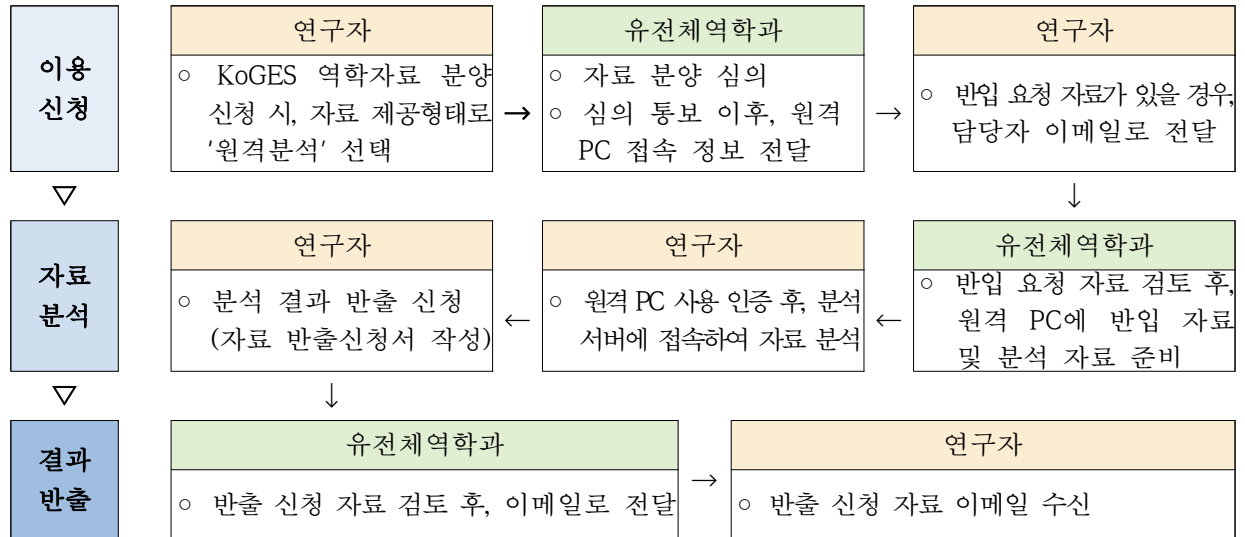 이용
신청
연구자
○ KoGES 역학자료 분양
신청 시, 자료 제공형태로
'원격분석' 선택
→
유전체역학과
○ 자료 분양 심의
○ 심의 통보 이후, 원격
PC 접속 정보 전달
→
연구자
○ 반입 요청 자료가 있을 경우,
담당자 이메일로 전달
▽
↓
자료
분석
연구자
○ 분석 결과 반출 신청
(자료 반출신청서 작성)
←
연구자
○ 원격 PC 사용 인증 후, 분석
서버에 접속하여 자료 분석
←
유전체역학과
○ 반입 요청 자료 검토 후,
원격 PC에 반입 자료
및 분석 자료 준비
▽
↓
결과
반출
유전체역학과
○ 반출 신청 자료 검토 후, 이메일로 전달
→
연구자
○ 반출 신청 자료 이메일 수신